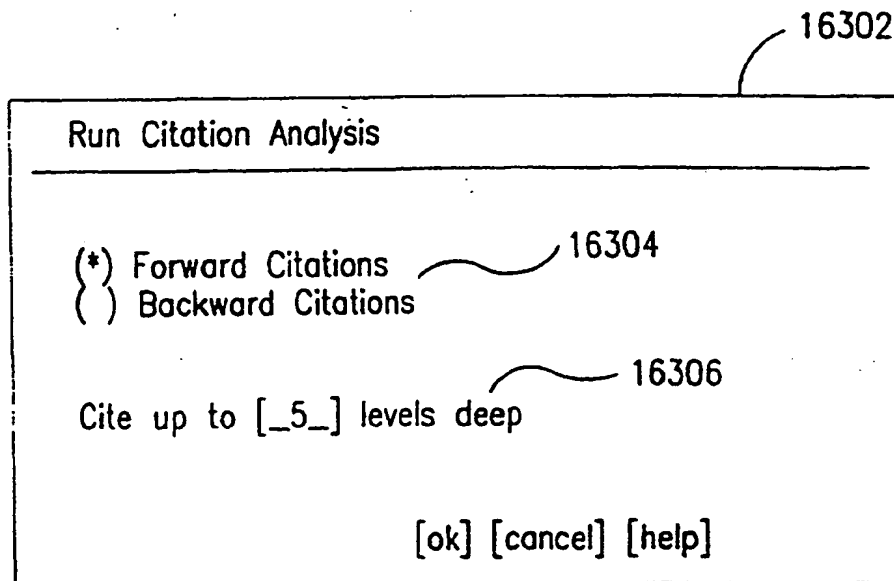 16302
Run Citation Analysis
(*) Forward Citations 16304
( ) Backward Citations
16306
Cite up to [_5_] levels deep
[ok] [cancel] [help]